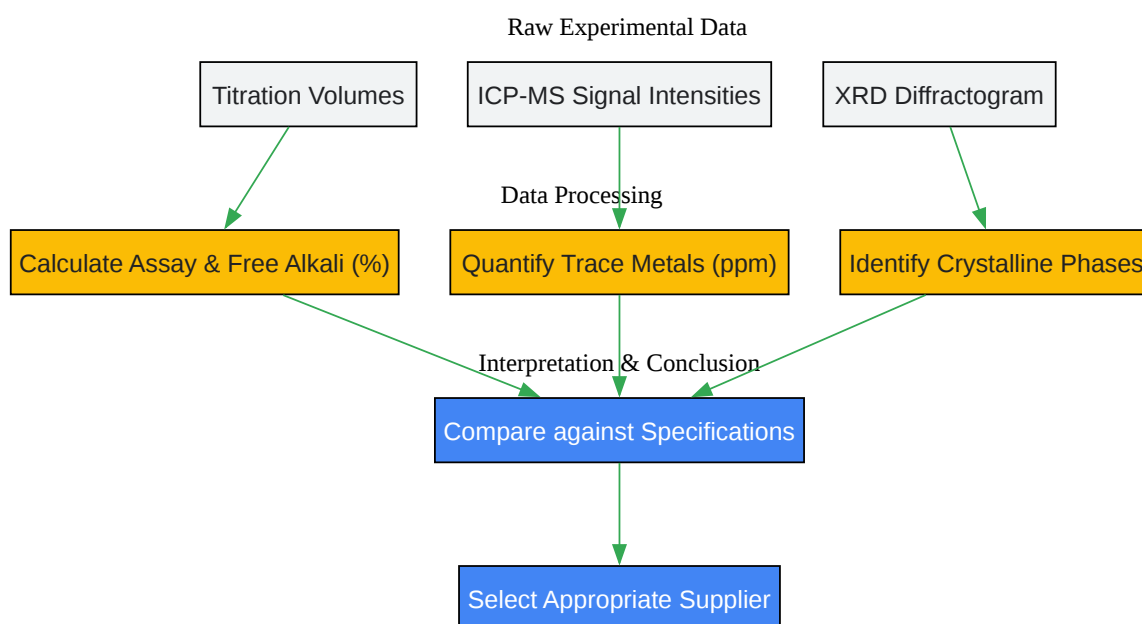 Raw Experimental Data
Titration Volumes
ICP-MS Signal Intensities
XRD Diffractogram
Data Processing
Calculate Assay & Free Alkali (%)
Quantify Trace Metals (ppm)
Identify Crystalline Phases
Interpretation & Conclusion
Compare against Specifications
Select Appropriate Supplier